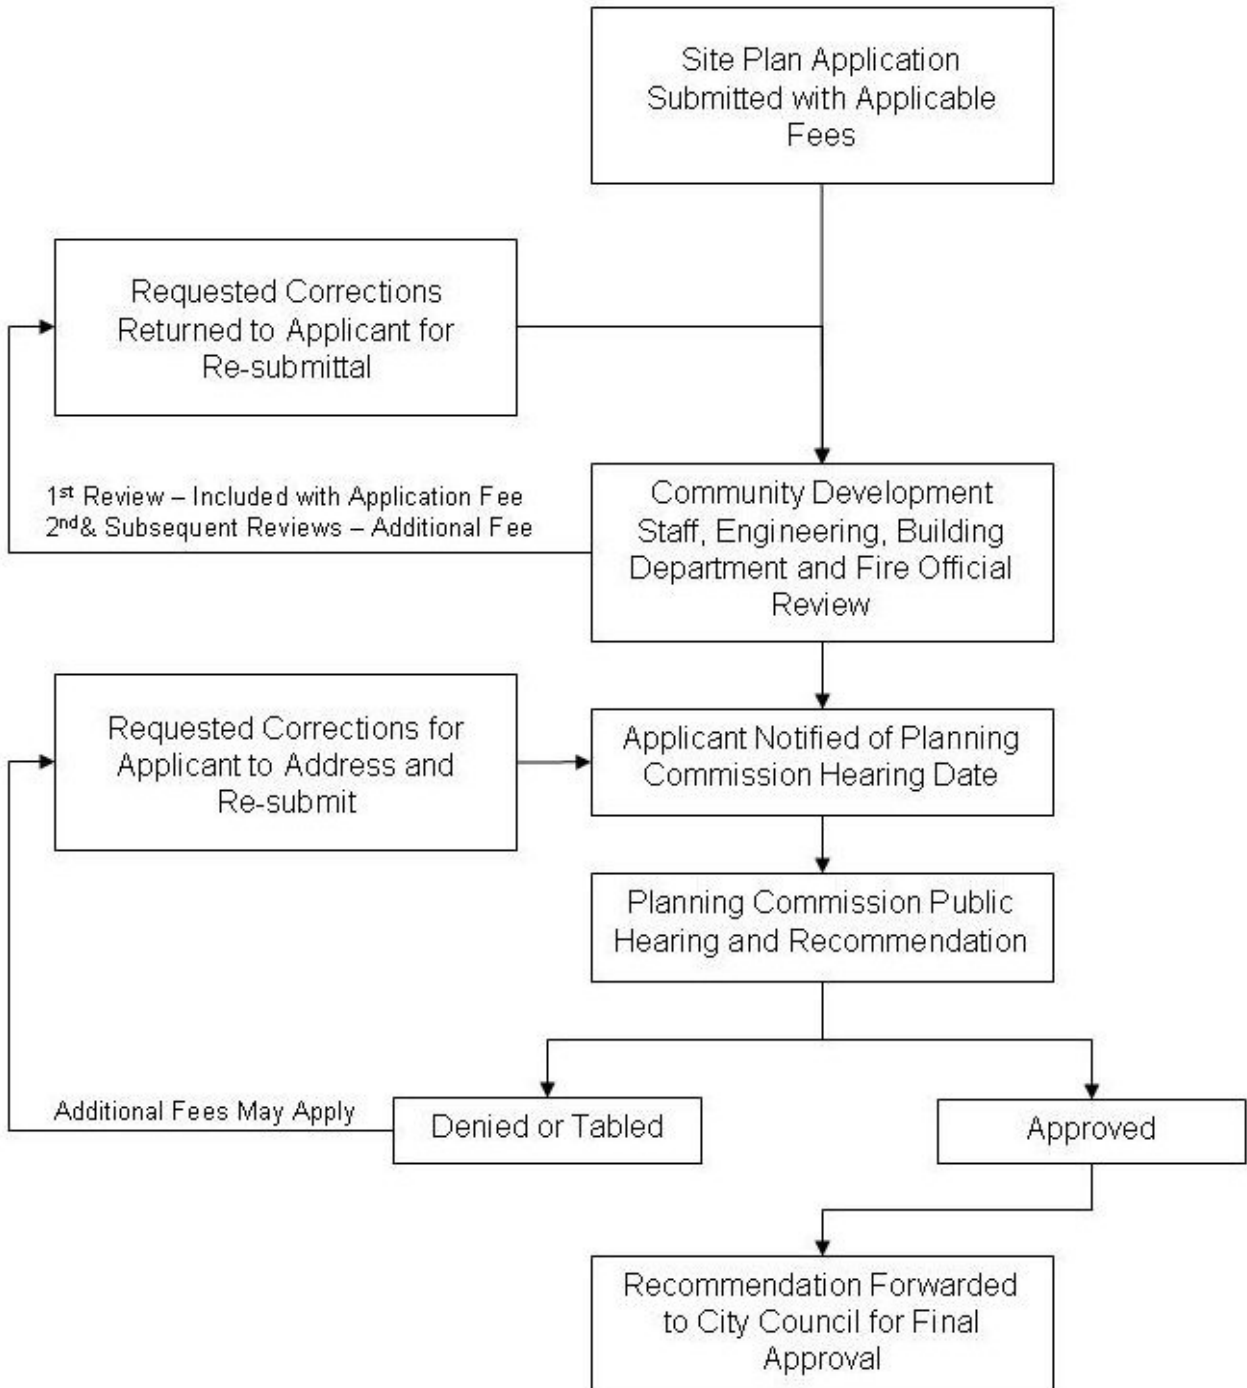 Site Plan Application
Submitted with Applicable
Fees
Requested Corrections
Returned to Applicant for
Re-submittal
1st Review – Included with Application Fee
2nd & Subsequent Reviews – Additional Fee
Community Development
Staff, Engineering, Building
Department and Fire Official
Review
Requested Corrections for
Applicant to Address and
Re-submit
Applicant Notified of Planning
Commission Hearing Date
Planning Commission Public
Hearing and Recommendation
Additional Fees May Apply
Denied or Tabled
Approved
Recommendation Forwarded
to City Council for Final
Approval